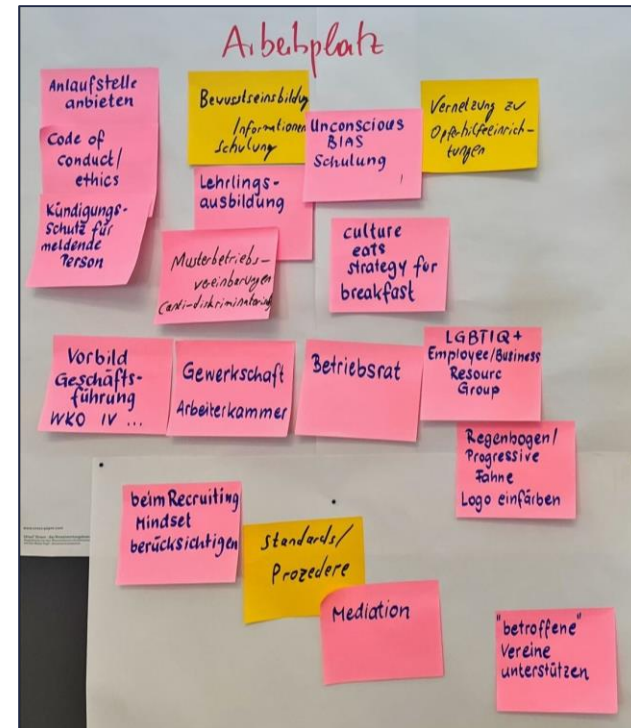 Arbeitsplatz
Anlaufstelle
anbieten
Code of
conduct/
ethics
Kündigungs-
schutz für
meldende
Person
Bewusstseinsbildung
Informationen
Schulung
Unconscious
BIAS
Schulung
Vernetzung zu
Opferhilfeeinrich-
tungen
Lehrlings-
ausbildung
Musterbetriebs-
vereinbarungen
(anti-diskriminatorisch)
culture
eats
strategy for
breakfast
Vorbild
Geschäfts-
führung
WKO IV ...
Gewerkschaft
Arbeiterkammer
Betriebsrat
LGBTIQ+
Employee/Business
Resourc
Group
Regenbogen/
Progressive
Fahne
Logo einfärben
beim Recruiting
Mindset
berücksichtigen
Standards/
Prozedere
Mediation
"betroffene"
Vereine
unterstützen